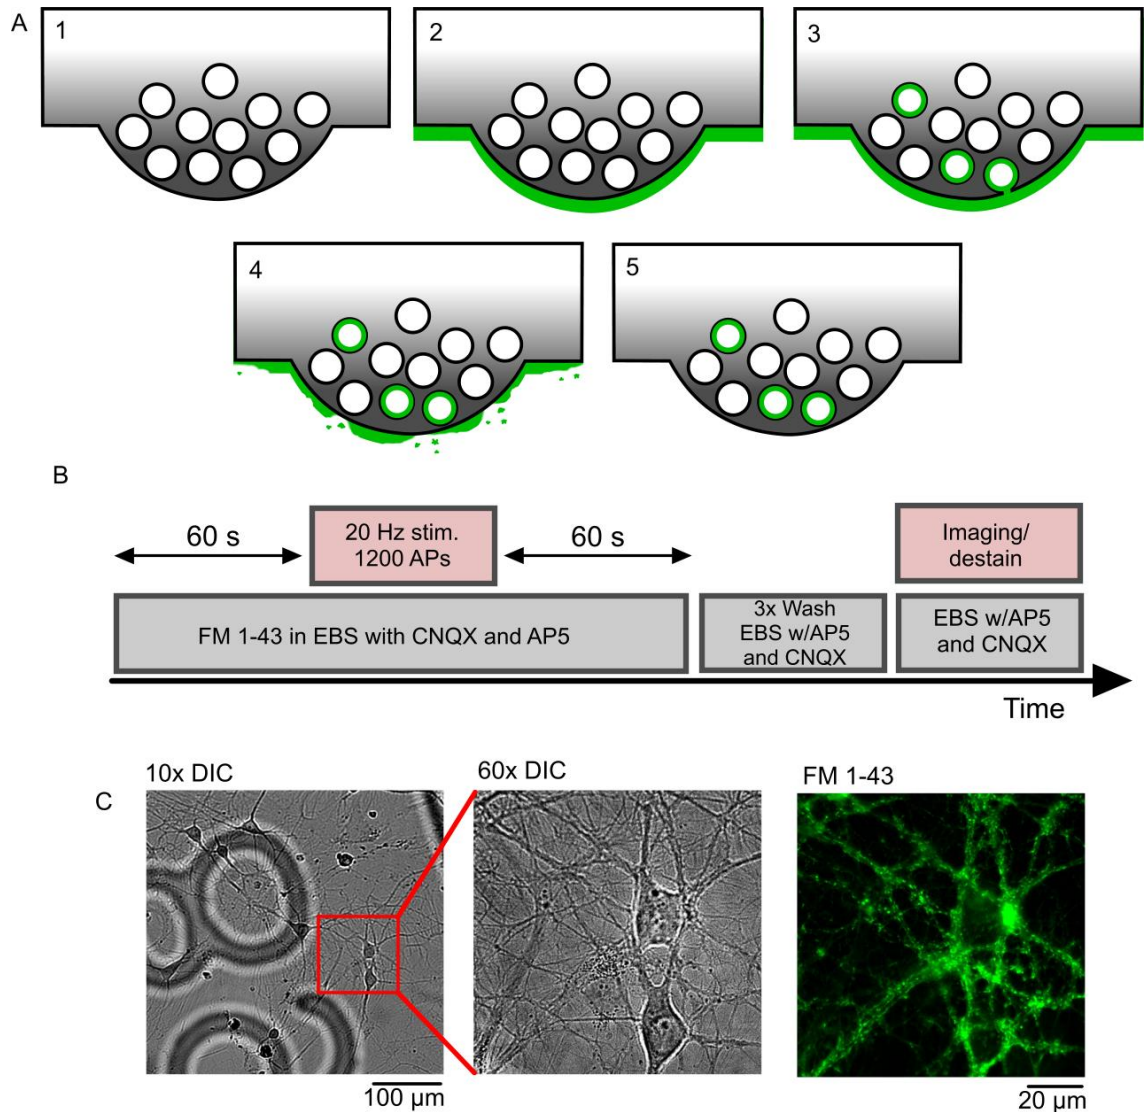 A
1
2
3
4
5
B
60 s
20 Hz stim.
1200 APs
60 s
Imaging/
destain
FM 1-43 in EBS with CNQX and AP5
3x Wash
EBS w/AP5
and CNQX
EBS w/AP5
and CNQX
Time
C
10x DIC
60x DIC
FM 1-43
100 µm
20 µm